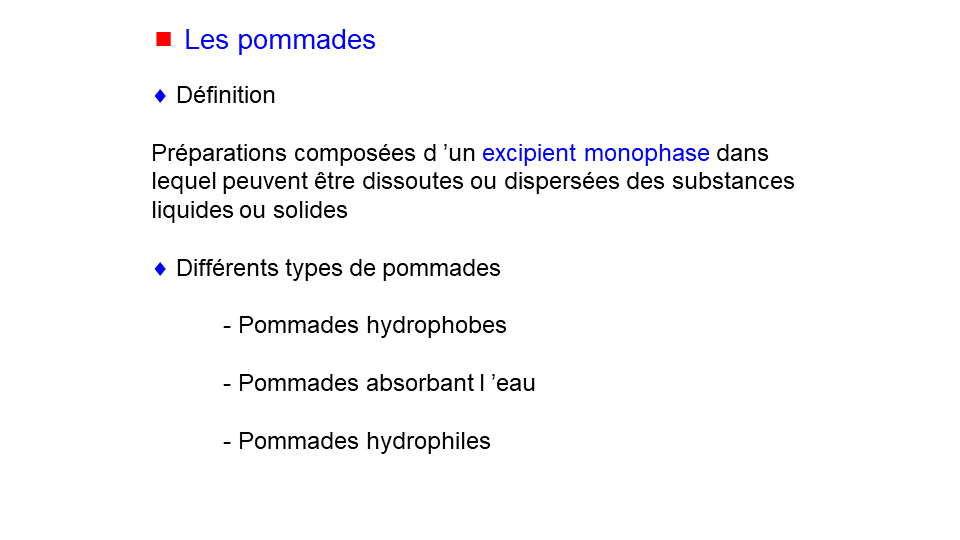 Les pommades
Définition
Préparations composées d ’un excipient monophase dans
lequel peuvent être dissoutes ou dispersées des substances
liquides ou solides
Différents types de pommades
- Pommades hydrophobes
- Pommades absorbant l ’eau
- Pommades hydrophiles